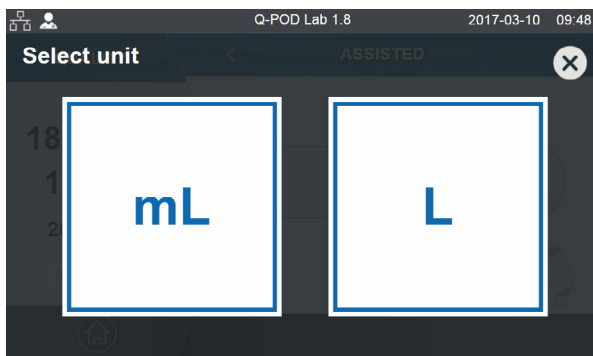 Q-POD Lab 1.8 2017-03-10 09:48
Select unit
ASSISTED
mL
L